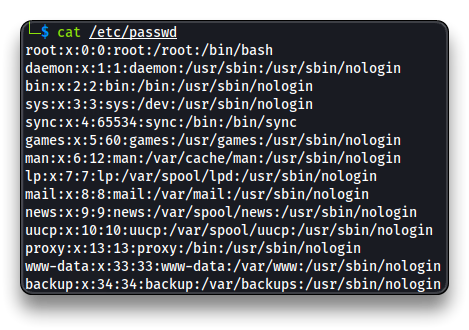 └─$ cat /etc/passwd
root:x:0:0:root:/root:/bin/bash
daemon:x:1:1:daemon:/usr/sbin:/usr/sbin/nologin
bin:x:2:2:bin:/bin:/usr/sbin/nologin
sys:x:3:3:sys:/dev:/usr/sbin/nologin
sync:x:4:65534:sync:/bin:/bin/sync
games:x:5:60:games:/usr/games:/usr/sbin/nologin
man:x:6:12:man:/var/cache/man:/usr/sbin/nologin
lp:x:7:7:lp:/var/spool/lpd:/usr/sbin/nologin
mail:x:8:8:mail:/var/mail:/usr/sbin/nologin
news:x:9:9:news:/var/spool/news:/usr/sbin/nologin
uucp:x:10:10:uucp:/var/spool/uucp:/usr/sbin/nologin
proxy:x:13:13:proxy:/bin:/usr/sbin/nologin
www-data:x:33:33:www-data:/var/www:/usr/sbin/nologin
backup:x:34:34:backup:/var/backups:/usr/sbin/nologin